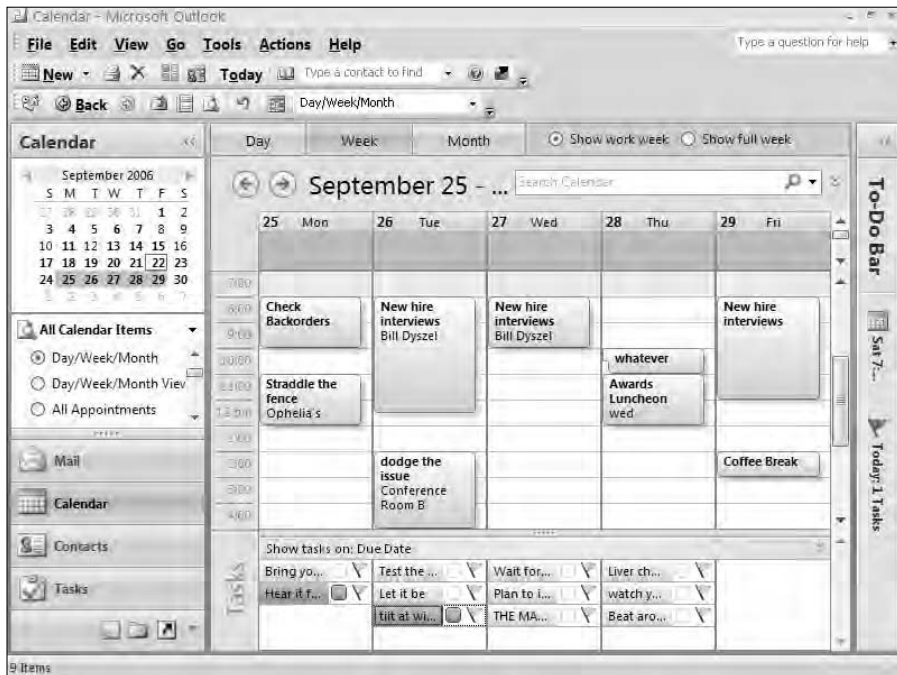 Calendar - Microsoft Outlook
File Edit View Go Tools Actions Help
Type a question for help
New
Today
Type a contact to find
Back
Day/Week/Month
Calendar
Day Week Month Show work week Show full week
September 2006
S M T W T F S
27 28 29 30 31 1 2
3 4 5 6 7 8 9
10 11 12 13 14 15 16
17 18 19 20 21 22 23
24 25 26 27 28 29 30
1 2 3 4 5 6 7
September 25 - ...
Search Calendar
25 Mon 26 Tue 27 Wed 28 Thu 29 Fri
All Calendar Items
Day/Week/Month
Day/Week/Month View
All Appointments
Mail
Calendar
Contacts
Tasks
9 Items
7:00
9:00
10:00
Check
Backorders
Straddle the
fence
Ophelia's
New hire
interviews
Bill Dyszel
dodge the
issue
Conference
Room B
New hire
interviews
Bill Dyszel
whatever
Awards
Luncheon
wed
New hire
interviews
Coffee Break
Tasks
Show tasks on: Due Date
Bring yo... Test the ... Wait for... Liver ch...
Hear it f... Let it be Plan to i... watch y...
tilt at wi... THE MA... Beat aro...
To-Do Bar
Sat 7:...
Today: 1 Tasks